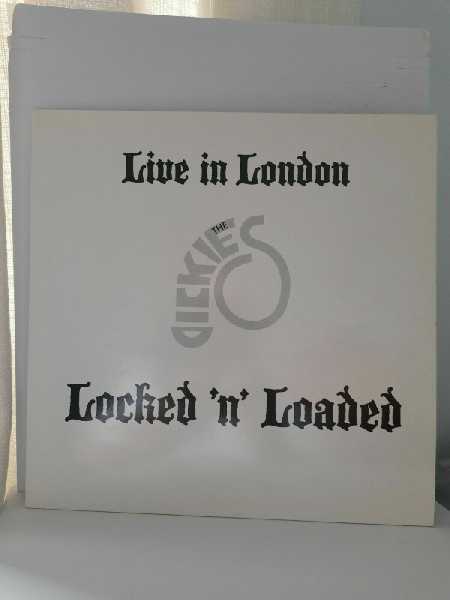 Live in London
THE
DICKIES
Locked 'n' Loaded